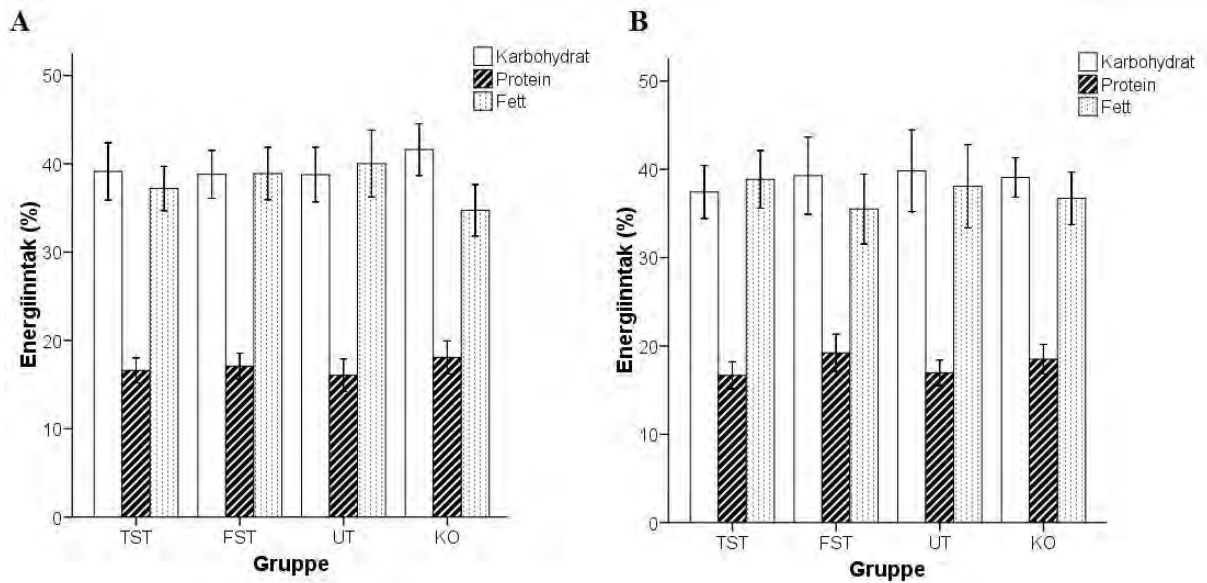 A
Karbohydrat
Protein
Fett
50
40
30
20
10
0
Energiinntak (%)
TST FST UT KO
Gruppe
B
Karbohydrat
Protein
Fett
50
40
30
20
10
0
Energiinntak (%)
TST FST UT KO
Gruppe